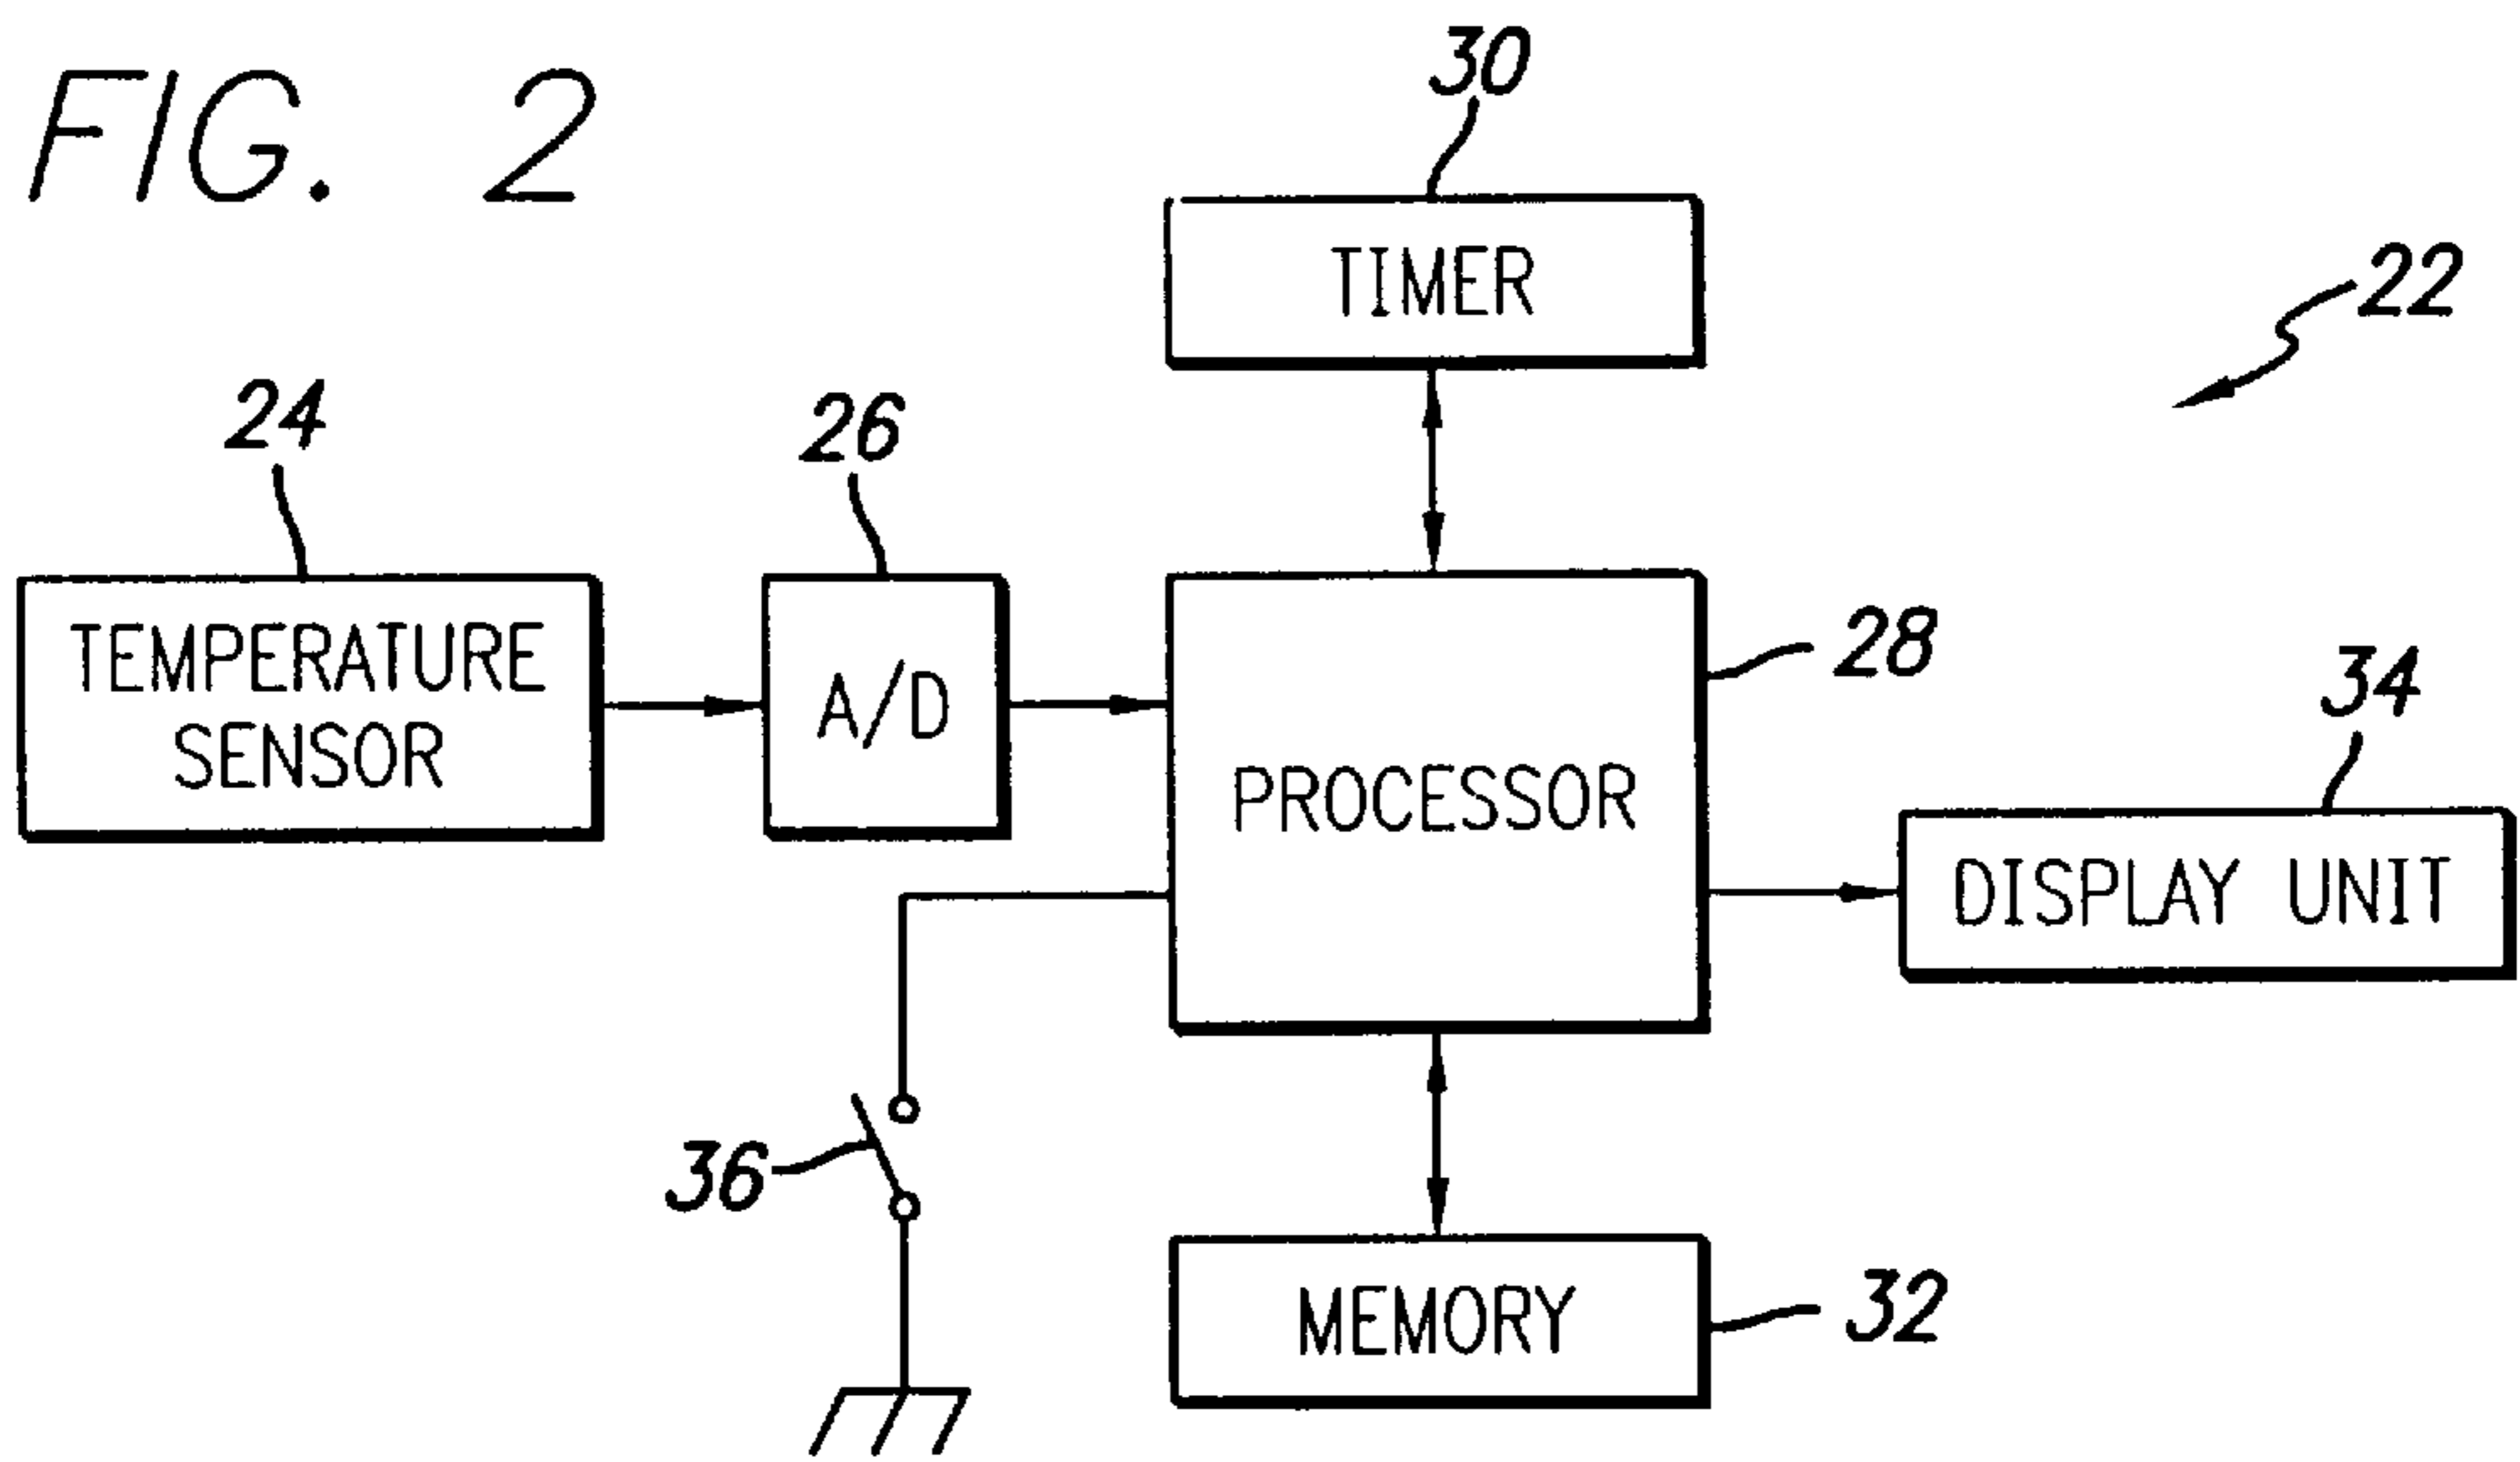 FIG. 2
30
TIMER
22
24
26
TEMPERATURE
SENSOR
A/D
28
PROCESSOR
34
DISPLAY UNIT
36
MEMORY
32